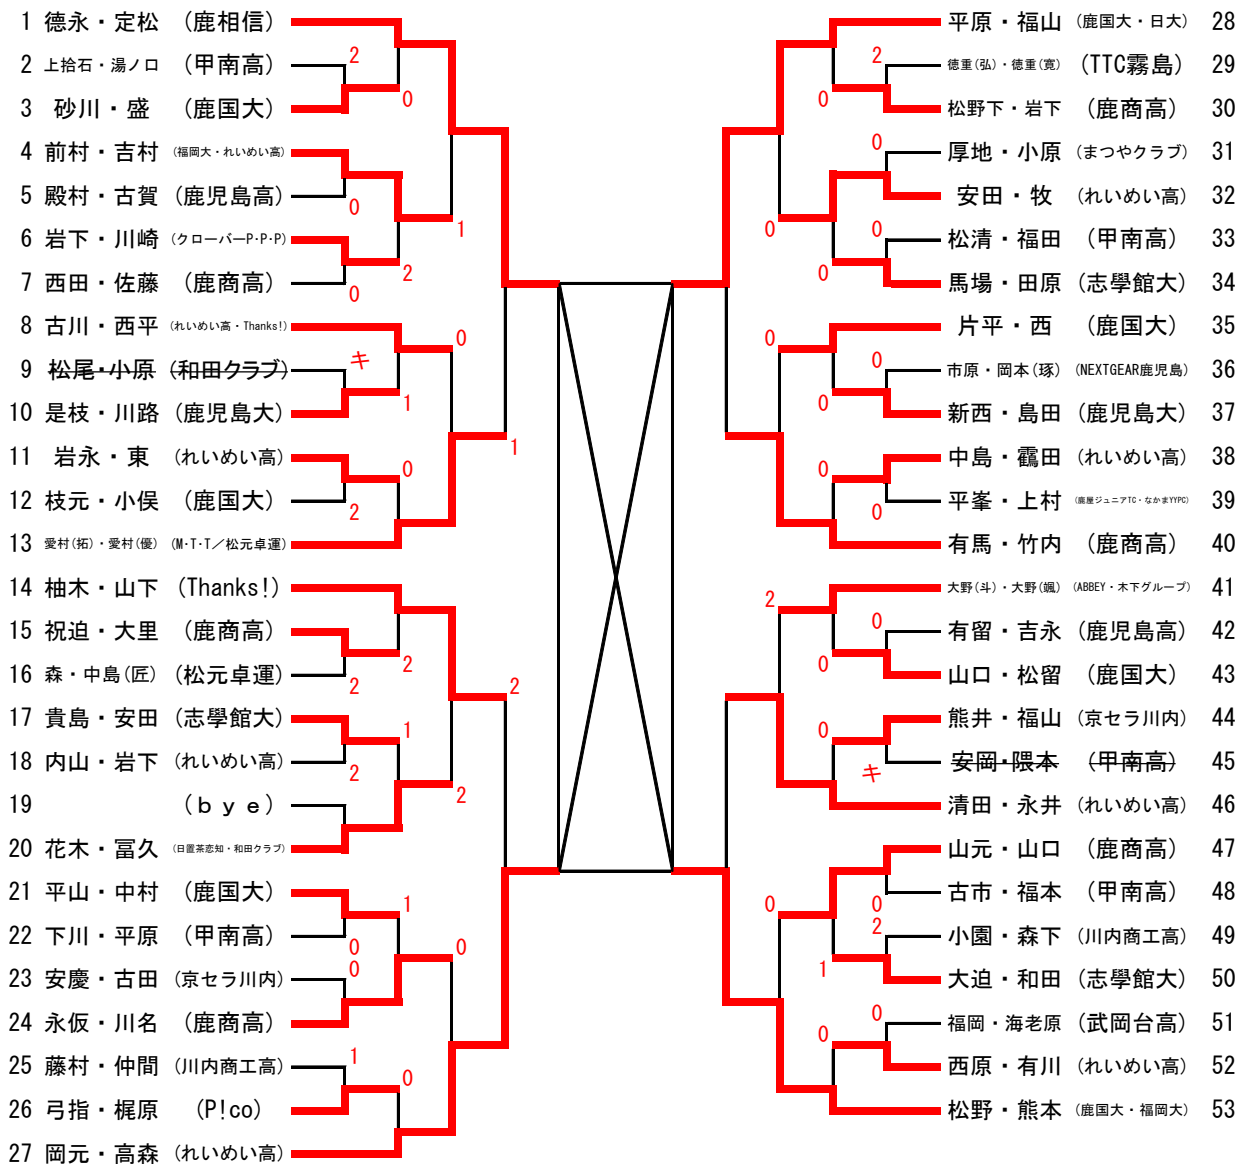 1 德永・定松 (鹿相信)
2 上拾石・湯ノ口 (甲南高)
3 砂川・盛 (鹿国大)
4 前村・吉村 (福岡大・れいめい高)
5 殿村・古賀 (鹿児島高)
6 岩下・川崎 (クローバーP・P・P)
7 西田・佐藤 (鹿商高)
8 古川・西平 (れいめい高・Thanks!)
9 松尾・小原 (和田クラブ)
10 是枝・川路 (鹿児島大)
11 岩永・東 (れいめい高)
12 枝元・小俣 (鹿国大)
13 愛村(拓)・愛村(優) (M・T・T／松元卓運)
14 柚木・山下 (Thanks!)
15 祝迫・大里 (鹿商高)
16 森・中島(匠) (松元卓運)
17 貴島・安田 (志學館大)
18 内山・岩下 (れいめい高)
19 (ｂｙｅ)
20 花木・冨久 (日置茶恋知・和田クラブ)
21 平山・中村 (鹿国大)
22 下川・平原 (甲南高)
23 安慶・古田 (京セラ川内)
24 永仮・川名 (鹿商高)
25 藤村・仲間 (川内商工高)
26 弓指・梶原 (P!co)
27 岡元・高森 (れいめい高)
2
0
0
1
2
0
0
キ
1
0
1
2
2
2
2
1
2
2
1
0
0
0
1
0
平原・福山 (鹿国大・日大) 28
徳重(弘)・徳重(寛) (TTC霧島) 29
松野下・岩下 (鹿商高) 30
厚地・小原 (まつやクラブ) 31
安田・牧 (れいめい高) 32
松清・福田 (甲南高) 33
馬場・田原 (志學館大) 34
片平・西 (鹿国大) 35
市原・岡本(琢) (NEXTGEAR鹿児島) 36
新西・島田 (鹿児島大) 37
中島・靏田 (れいめい高) 38
平峯・上村 (鹿屋ジュニアTC・なかまYYPC) 39
有馬・竹内 (鹿商高) 40
大野(斗)・大野(颯) (ABBEY・木下グループ) 41
有留・吉永 (鹿児島高) 42
山口・松留 (鹿国大) 43
熊井・福山 (京セラ川内) 44
安岡・隈本 (甲南高) 45
清田・永井 (れいめい高) 46
山元・山口 (鹿商高) 47
古市・福本 (甲南高) 48
小園・森下 (川内商工高) 49
大迫・和田 (志學館大) 50
福岡・海老原 (武岡台高) 51
西原・有川 (れいめい高) 52
松野・熊本 (鹿国大・福岡大) 53
2
0
0
0
0
0
0
0
0
0
0
2
0
0
0
キ
0
0
2
1
0
0